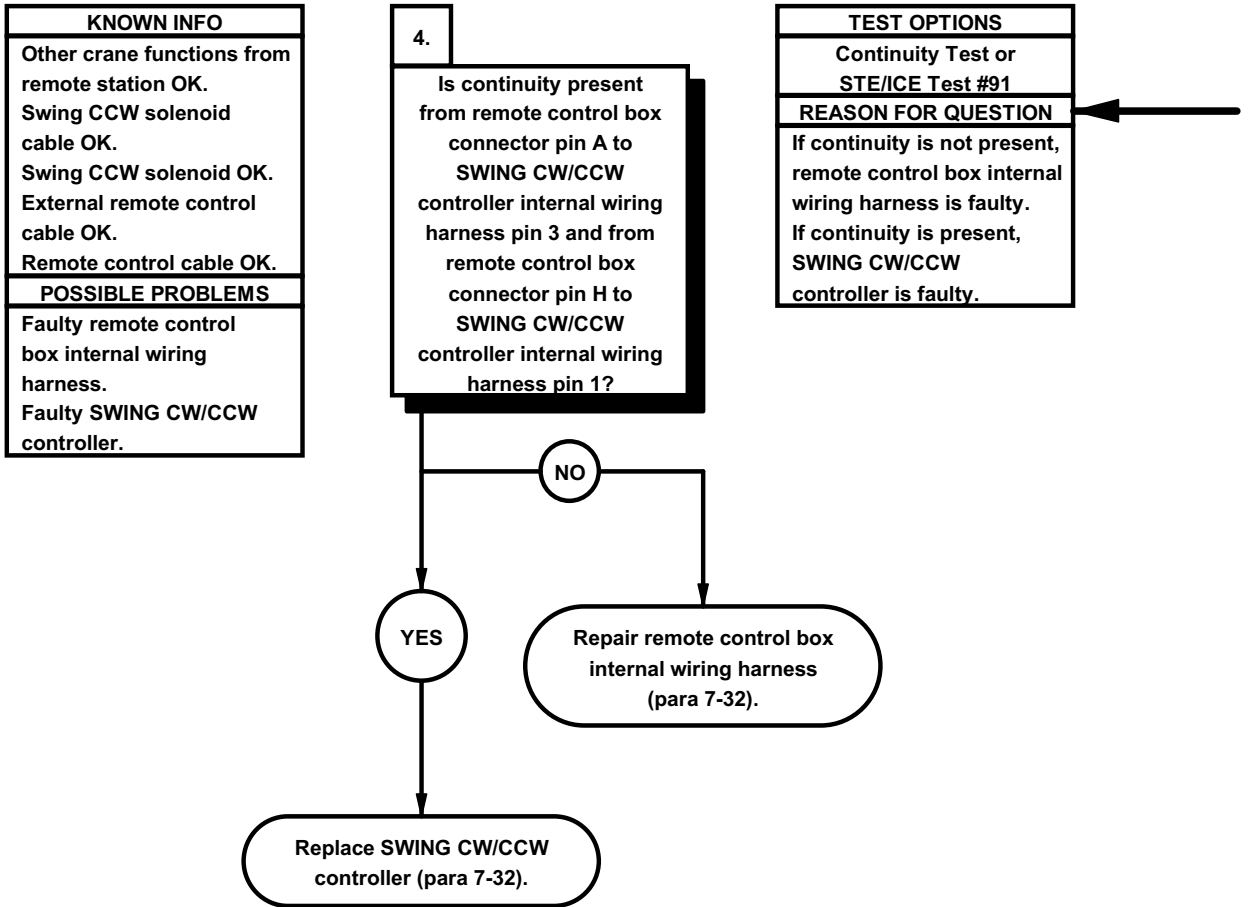 KNOWN INFO
Other crane functions from
remote station OK.
Swing CCW solenoid
cable OK.
Swing CCW solenoid OK.
External remote control
cable OK.
Remote control cable OK.
POSSIBLE PROBLEMS
Faulty remote control
box internal wiring
harness.
Faulty SWING CW/CCW
controller.
4.
Is continuity present
from remote control box
connector pin A to
SWING CW/CCW
controller internal wiring
harness pin 3 and from
remote control box
connector pin H to
SWING CW/CCW
controller internal wiring
harness pin 1?
TEST OPTIONS
Continuity Test or
STE/ICE Test #91
REASON FOR QUESTION
If continuity is not present,
remote control box internal
wiring harness is faulty.
If continuity is present,
SWING CW/CCW
controller is faulty.
NO
YES
Repair remote control box
internal wiring harness
(para 7-32).
Replace SWING CW/CCW
controller (para 7-32).